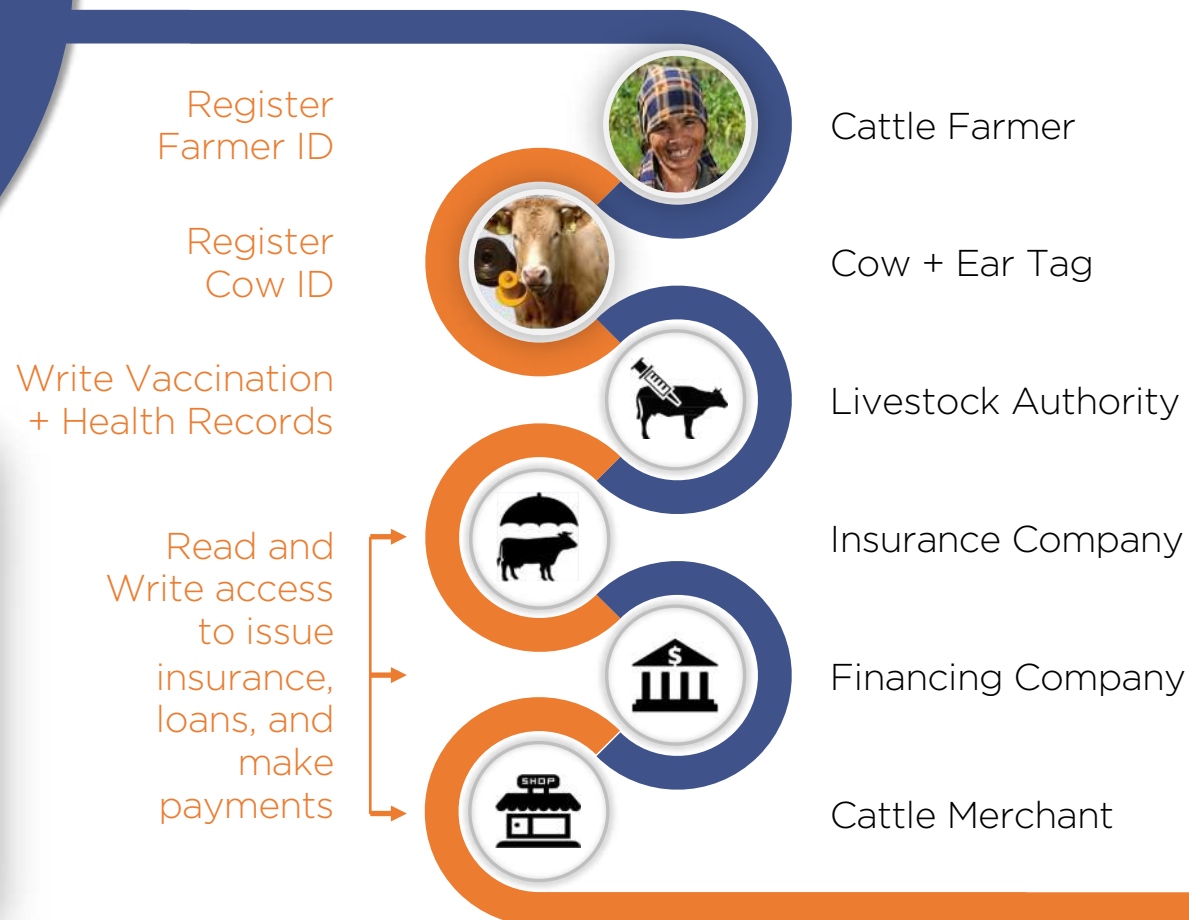 Register
Farmer ID
Cattle Farmer
Register
Cow ID
Cow + Ear Tag
Write Vaccination
+ Health Records
Livestock Authority
Read and
Write access
to issue
insurance,
loans, and
make
payments
Insurance Company
$
Financing Company
SHOP
Cattle Merchant